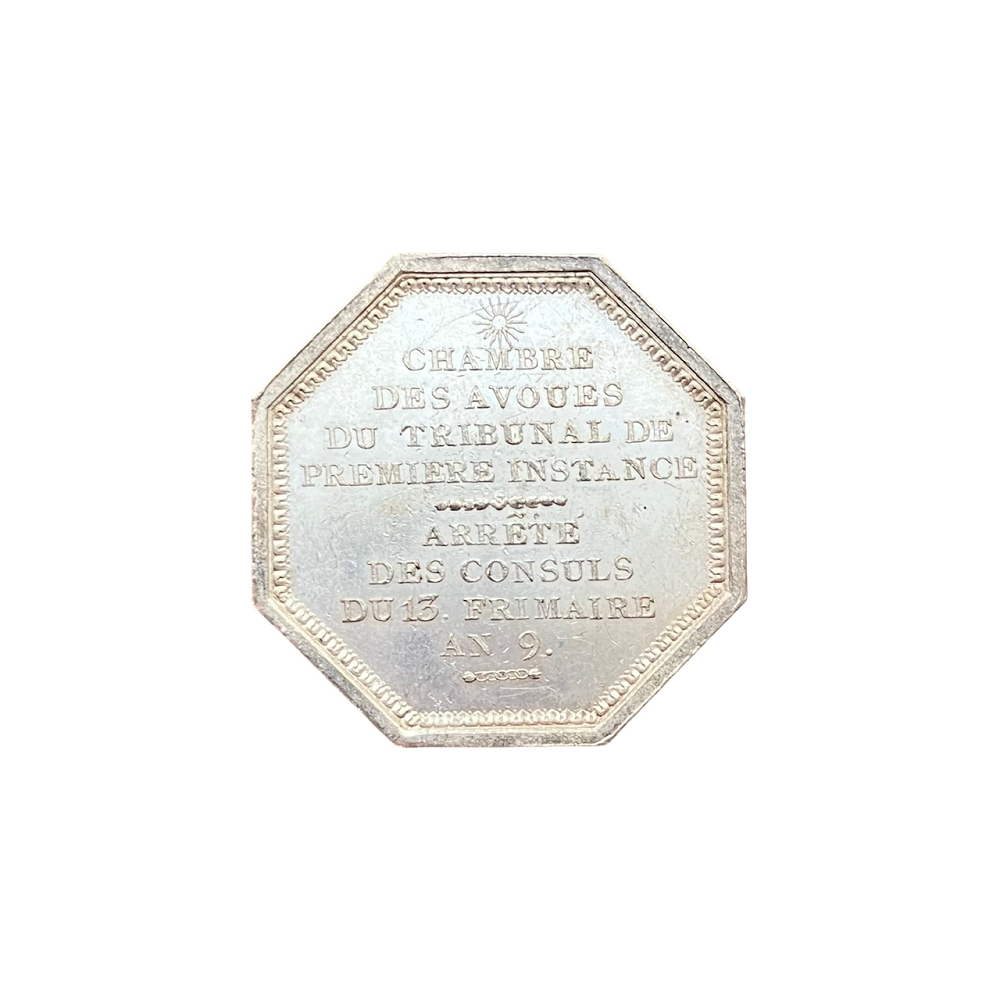 CHAMBRE
DES AVOUES
DU TRIBUNAL DE
PREMIERE INSTANCE
ARRÊTÉ
DES CONSULS
DU 13. FRIMAIRE
AN 9.